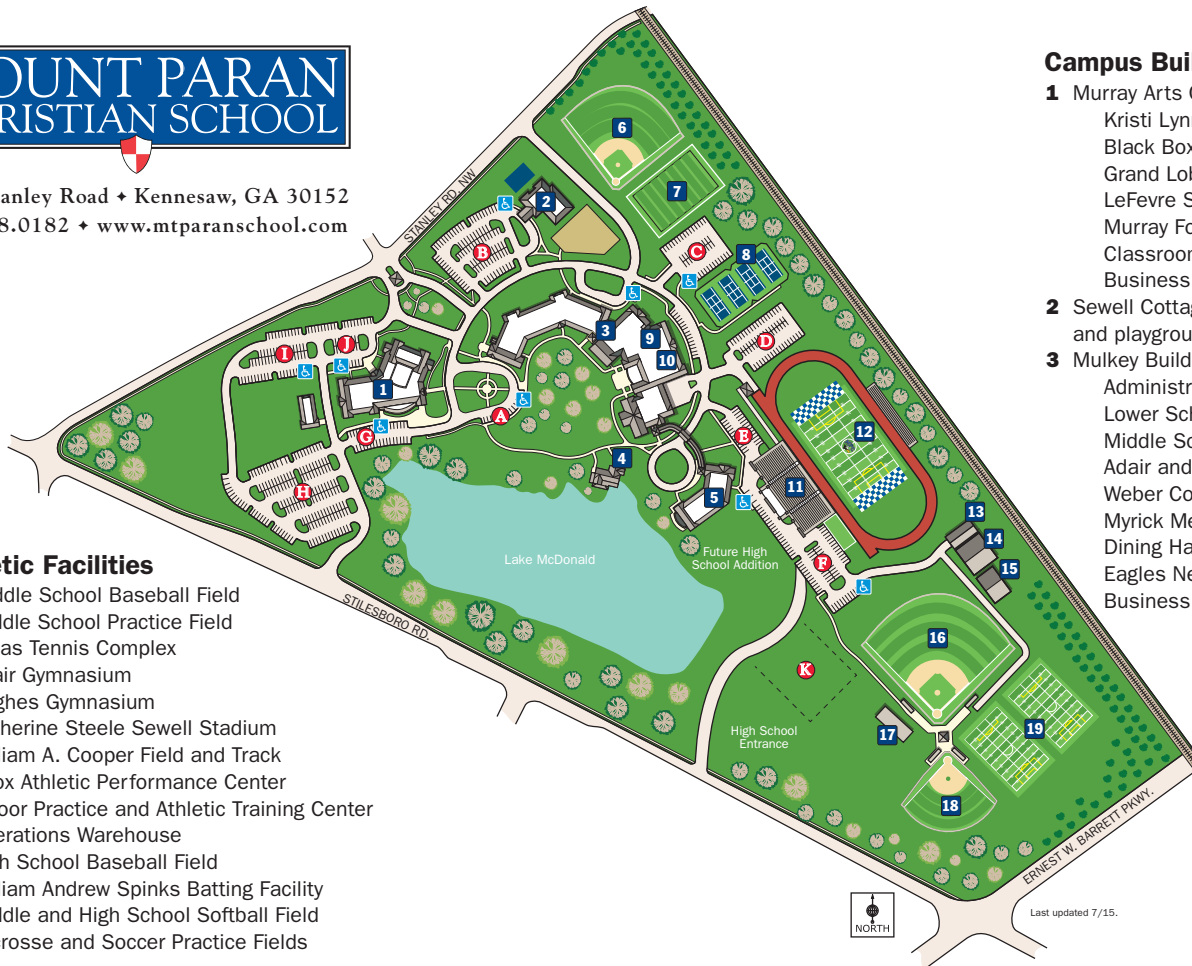 OUNT PARAN
RISTIAN SCHOOL
anley Road ✦ Kennesaw, GA 30152
8.0182 ✦ www.mtparanschool.com
Campus Bui
1 Murray Arts
Kristi Lyn
Black Box
Grand Lob
LeFevre S
Murray Fo
Classroom
Business
2 Sewell Cottag
and playgrou
3 Mulkey Build
Administr
Lower Sch
Middle Sc
Adair and
Weber Co
Myrick Me
Dining Ha
Eagles Ne
Business
etic Facilities
ddle School Baseball Field
ddle School Practice Field
as Tennis Complex
air Gymnasium
ghes Gymnasium
therine Steele Sewell Stadium
liam A. Cooper Field and Track
ox Athletic Performance Center
oor Practice and Athletic Training Center
erations Warehouse
h School Baseball Field
liam Andrew Spinks Batting Facility
ddle and High School Softball Field
crosse and Soccer Practice Fields
STANLEY RD. NW
STILESBORO RD.
ERNEST W. BARRETT PKWY.
Lake McDonald
Future High
School Addition
High School
Entrance
6
7
2
B
C
8
3
9
10
D
I
J
1
A
G
E
12
4
H
11
5
13
14
15
F
16
K
17
19
18
NORTH
Last updated 7/15.